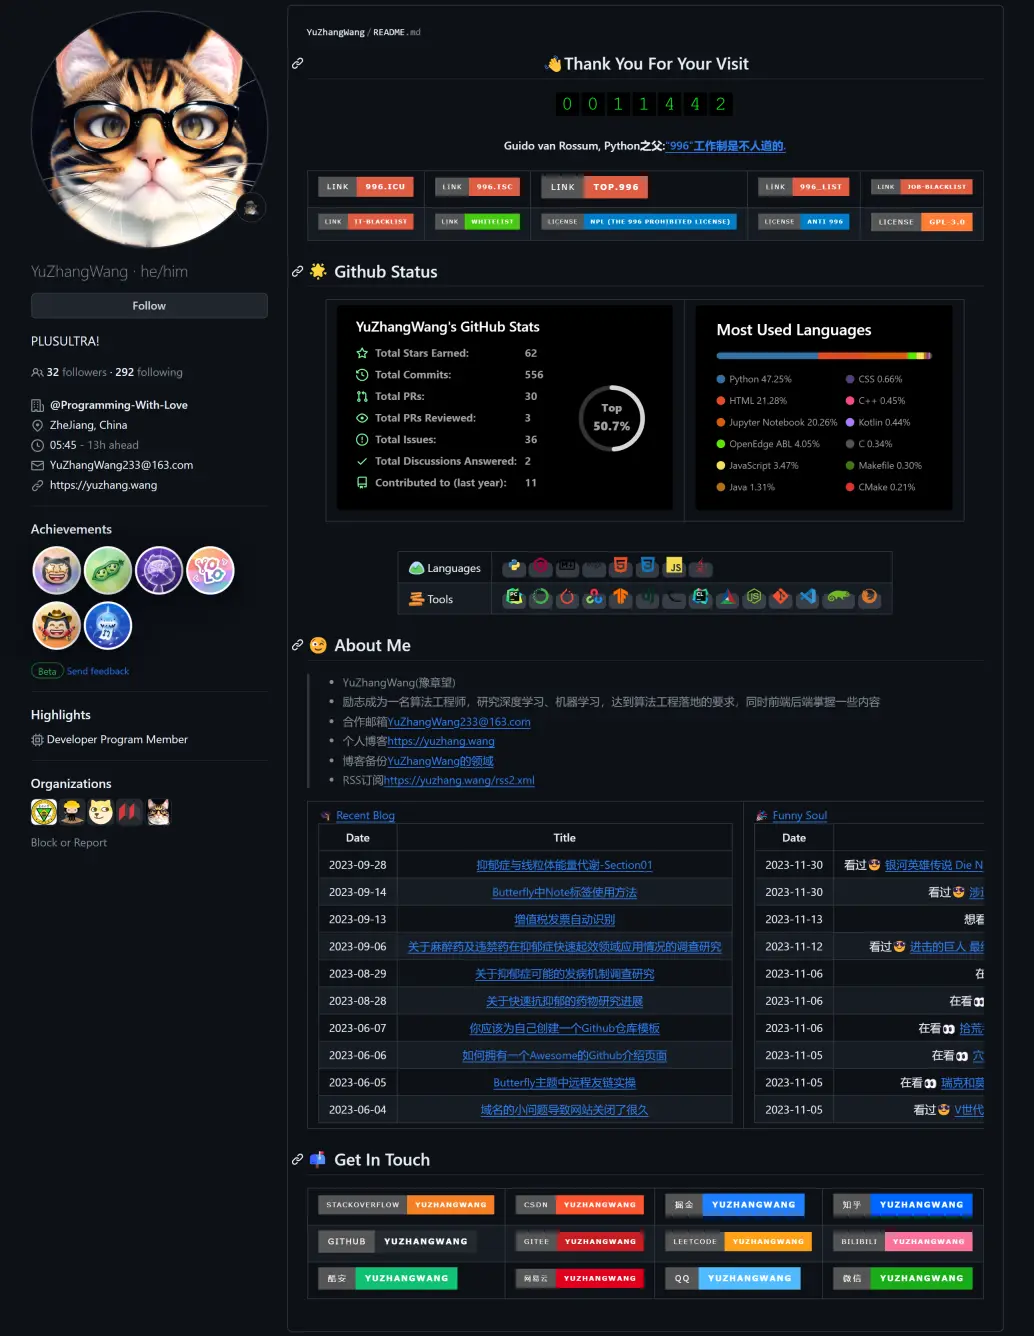 YuZhangWang · he/him
Follow
PLUSULTRA!
32 followers · 292 following
@Programming-With-Love
ZheJiang, China
05:45 - 13h ahead
YuZhangWang233@163.com
https://yuzhang.wang
Achievements
YOLO
Beta Send feedback
Highlights
Developer Program Member
Organizations
Block or Report
YuZhangWang / README.md
Thank You For Your Visit
0 0 1 1 4 4 2
Guido van Rossum, Python之父:"996"工作制是不人道的.
LINK 996.ICU LINK 996.TSC LINK TOP.996 LINK 996_LIST LINK JOB-BLACKLIST
LINK IT-BLACKLIST LINK WHITELIST LICENSE NPL (THE 996 PROHIBITED LICENSE) LICENSE ANTI 996 LICENSE GPL-3.0
Github Status
YuZhangWang's GitHub Stats
Total Stars Earned: 62
Total Commits: 556
Total PRs: 30
Total PRs Reviewed: 3
Total Issues: 36
Total Discussions Answered: 2
Contributed to (last year): 11
Top
50.7%
Most Used Languages
Python 47.25% CSS 0.66%
HTML 21.28% C++ 0.45%
Jupyter Notebook 20.26% Kotlin 0.44%
OpenEdge ABL 4.05% C 0.34%
JavaScript 3.47% Makefile 0.30%
Java 1.31% CMake 0.21%
Languages
JS
Tools
PC CL
About Me
YuZhangWang(豫章望)
励志成为一名算法工程师，研究深度学习、机器学习，达到算法工程落地的要求，同时前端后端掌握一些内容
合作邮箱YuZhangWang233@163.com
个人博客https://yuzhang.wang
博客备份YuZhangWang的领域
RSS订阅https://yuzhang.wang/rss2.xml
Recent Blog
Date Title
2023-09-28 抑郁症与线粒体能量代谢-Section01
2023-09-14 Butterfly中Note标签使用方法
2023-09-13 增值税发票自动识别
2023-09-06 关于麻醉药及违禁药在抑郁症快速起效领域应用情况的调查研究
2023-08-29 关于抑郁症可能的发病机制调查研究
2023-08-28 关于快速抗抑郁的药物研究进展
2023-06-07 你应该为自己创建一个Github仓库模板
2023-06-06 如何拥有一个Awesome的Github介绍页面
2023-06-05 Butterfly主题中远程友链实操
2023-06-04 域名的小问题导致网站关闭了很久
Funny Soul
Date
2023-11-30 看过 银河英雄传说 Die N
2023-11-30 看过 涉
2023-11-13 想看
2023-11-12 看过 进击的巨人 最
2023-11-06 在
2023-11-06 在看
2023-11-06 在看 拾荒
2023-11-05 在看 穴
2023-11-05 在看 瑞克和莫
2023-11-05 看过 V世代
Get In Touch
STACKOVERFLOW YUZHANGWANG CSDN YUZHANGWANG 掘金 YUZHANGWANG 知乎 YUZHANGWANG
GITHUB YUZHANGWANG GITEE YUZHANGWANG LEETCODE YUZHANGWANG BILIBILI YUZHANGWANG
酷安 YUZHANGWANG 网易云 YUZHANGWANG QQ YUZHANGWANG 微信 YUZHANGWANG